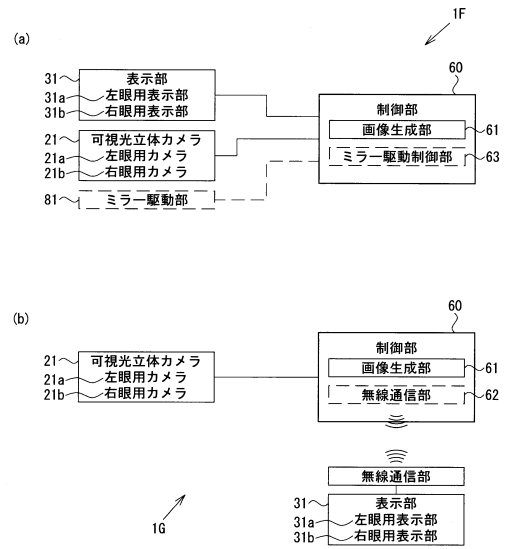 1F
(a)
31 表示部
31a 左眼用表示部
31b 右眼用表示部
21 可視光立体カメラ
21a 左眼用カメラ
21b 右眼用カメラ
81 ミラー駆動部
60
制御部
画像生成部 61
ミラー駆動制御部 63
(b)
21 可視光立体カメラ
21a 左眼用カメラ
21b 右眼用カメラ
60
制御部
画像生成部 61
無線通信部 62
無線通信部
31 表示部
31a 左眼用表示部
31b 右眼用表示部
1G